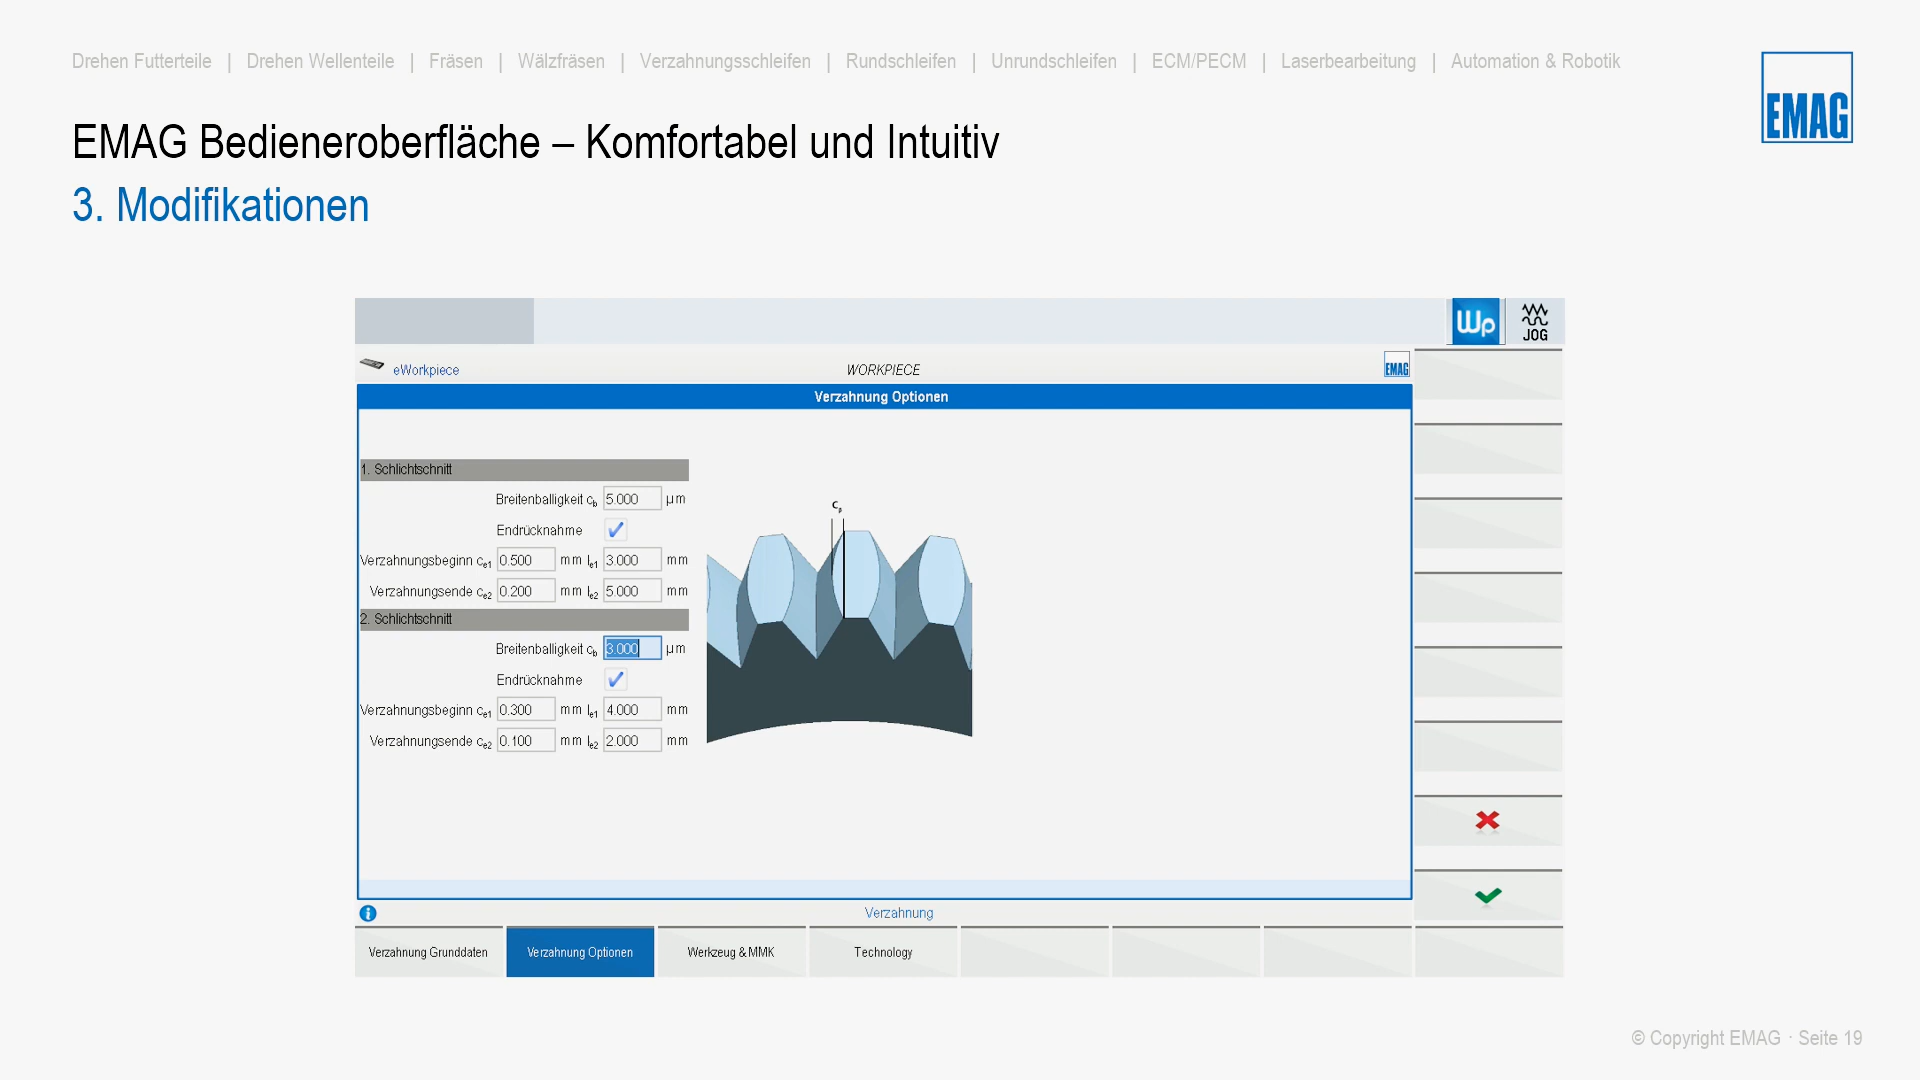 Drehen Futterteile | Drehen Wellenteile | Fräsen | Wälzfräsen | Verzahnungsschleifen | Rundschleifen | Unrundschleifen | ECM/PECM | Laserbearbeitung | Automation & Robotik
EMAG
EMAG Bedieneroberfläche – Komfortabel und Intuitiv
3. Modifikationen
Wp
JOG
eWorkpiece
WORKPIECE
EMAG
Verzahnung Optionen
1. Schlichtschnitt
Breitenballigkeit cb 5.000 µm
Endrücknahme
Verzahnungsbeginn ce1 0.500 mm le1 3.000 mm
Verzahnungsende ce2 0.200 mm le2 5.000 mm
2. Schlichtschnitt
Breitenballigkeit cb 3.000 µm
Endrücknahme
Verzahnungsbeginn ce1 0.300 mm le1 4.000 mm
Verzahnungsende ce2 0.100 mm le2 2.000 mm
Verzahnung
Verzahnung Grunddaten
Verzahnung Optionen
Werkzeug & MMK
Technology
© Copyright EMAG · Seite 19